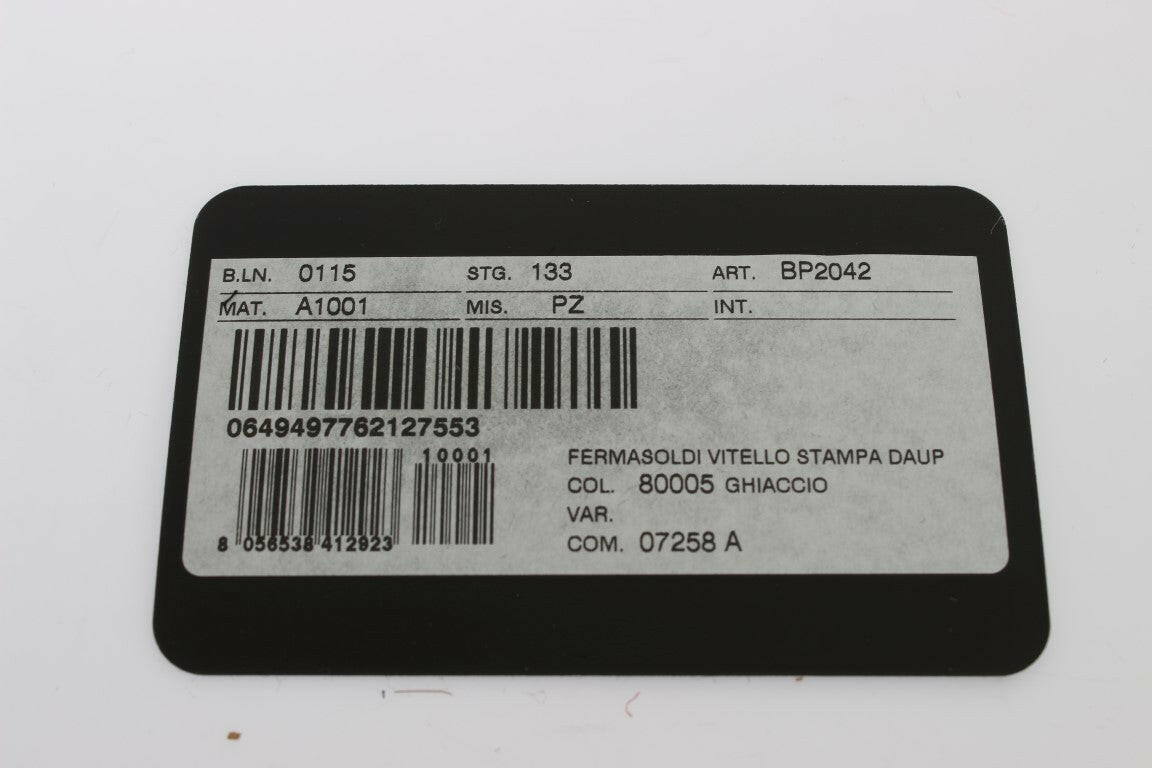 B.LN. 0115 STG. 133 ART. BP2042
MAT. A1001 MIS. PZ INT.
0649497762127553
10001
8 056538 412923
FERMASOLDI VITELLO STAMPA DAUP
COL. 80005 GHIACCIO
VAR.
COM. 07258 A